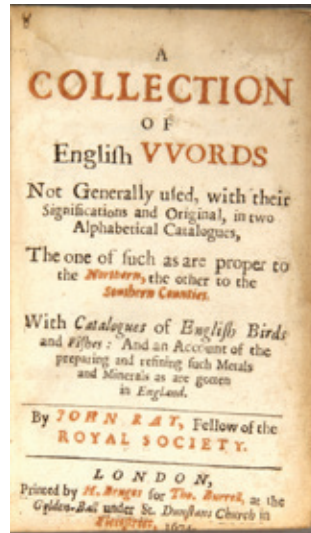 A
COLLECTION
OF
Engliſh VVORDS
Not Generally uſed, with their
Significations and Original, in two
Alphabetical Catalogues,
The one of ſuch as are proper to
the Northern, the other to the
Southern Counties.
With Catalogues of Engliſh Birds
and Fiſhes: And an Account of the
preparing and refining ſuch Metals
and Minerals as are gotten
in England.
By JOHN RAY, Fellow of the
ROYAL SOCIETY.
LONDON,
Printed by H. Bruges for Tho. Burrell, at the
Golden-Ball under St. Dunſtans Church in
Fleetſtreet, 1674.